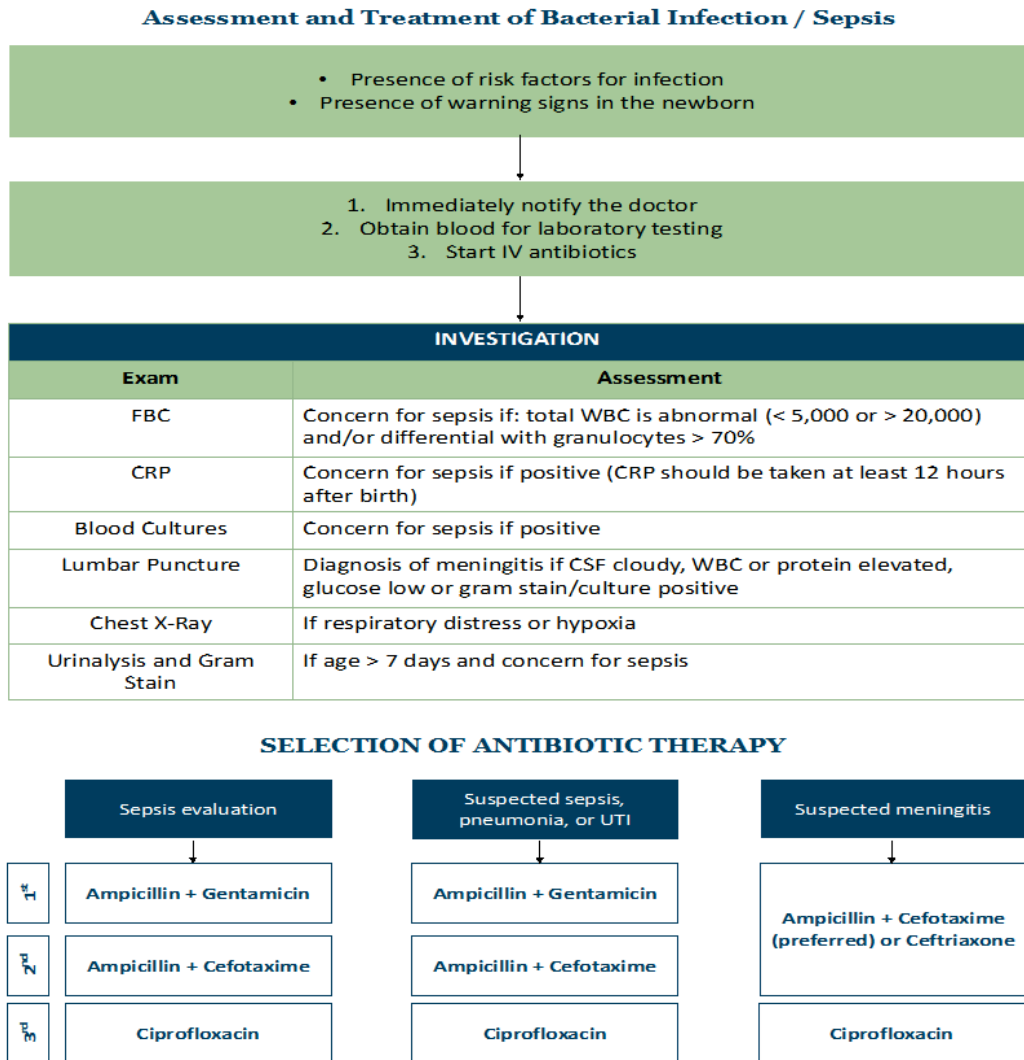 Assessment and Treatment of Bacterial Infection / Sepsis
• Presence of risk factors for infection
• Presence of warning signs in the newborn
1. Immediately notify the doctor
2. Obtain blood for laboratory testing
3. Start IV antibiotics
INVESTIGATION
Exam Assessment
FBC
Concern for sepsis if: total WBC is abnormal (< 5,000 or > 20,000)
and/or differential with granulocytes > 70%
CRP
Concern for sepsis if positive (CRP should be taken at least 12 hours
after birth)
Blood Cultures
Concern for sepsis if positive
Lumbar Puncture
Diagnosis of meningitis if CSF cloudy, WBC or protein elevated,
glucose low or gram stain/culture positive
Chest X-Ray
If respiratory distress or hypoxia
Urinalysis and Gram
Stain
If age > 7 days and concern for sepsis
SELECTION OF ANTIBIOTIC THERAPY
Sepsis evaluation
Suspected sepsis,
pneumonia, or UTI
Suspected meningitis
1st
Ampicillin + Gentamicin
Ampicillin + Gentamicin
Ampicillin + Cefotaxime
(preferred) or Ceftriaxone
2nd
Ampicillin + Cefotaxime
Ampicillin + Cefotaxime
3rd
Ciprofloxacin
Ciprofloxacin
Ciprofloxacin